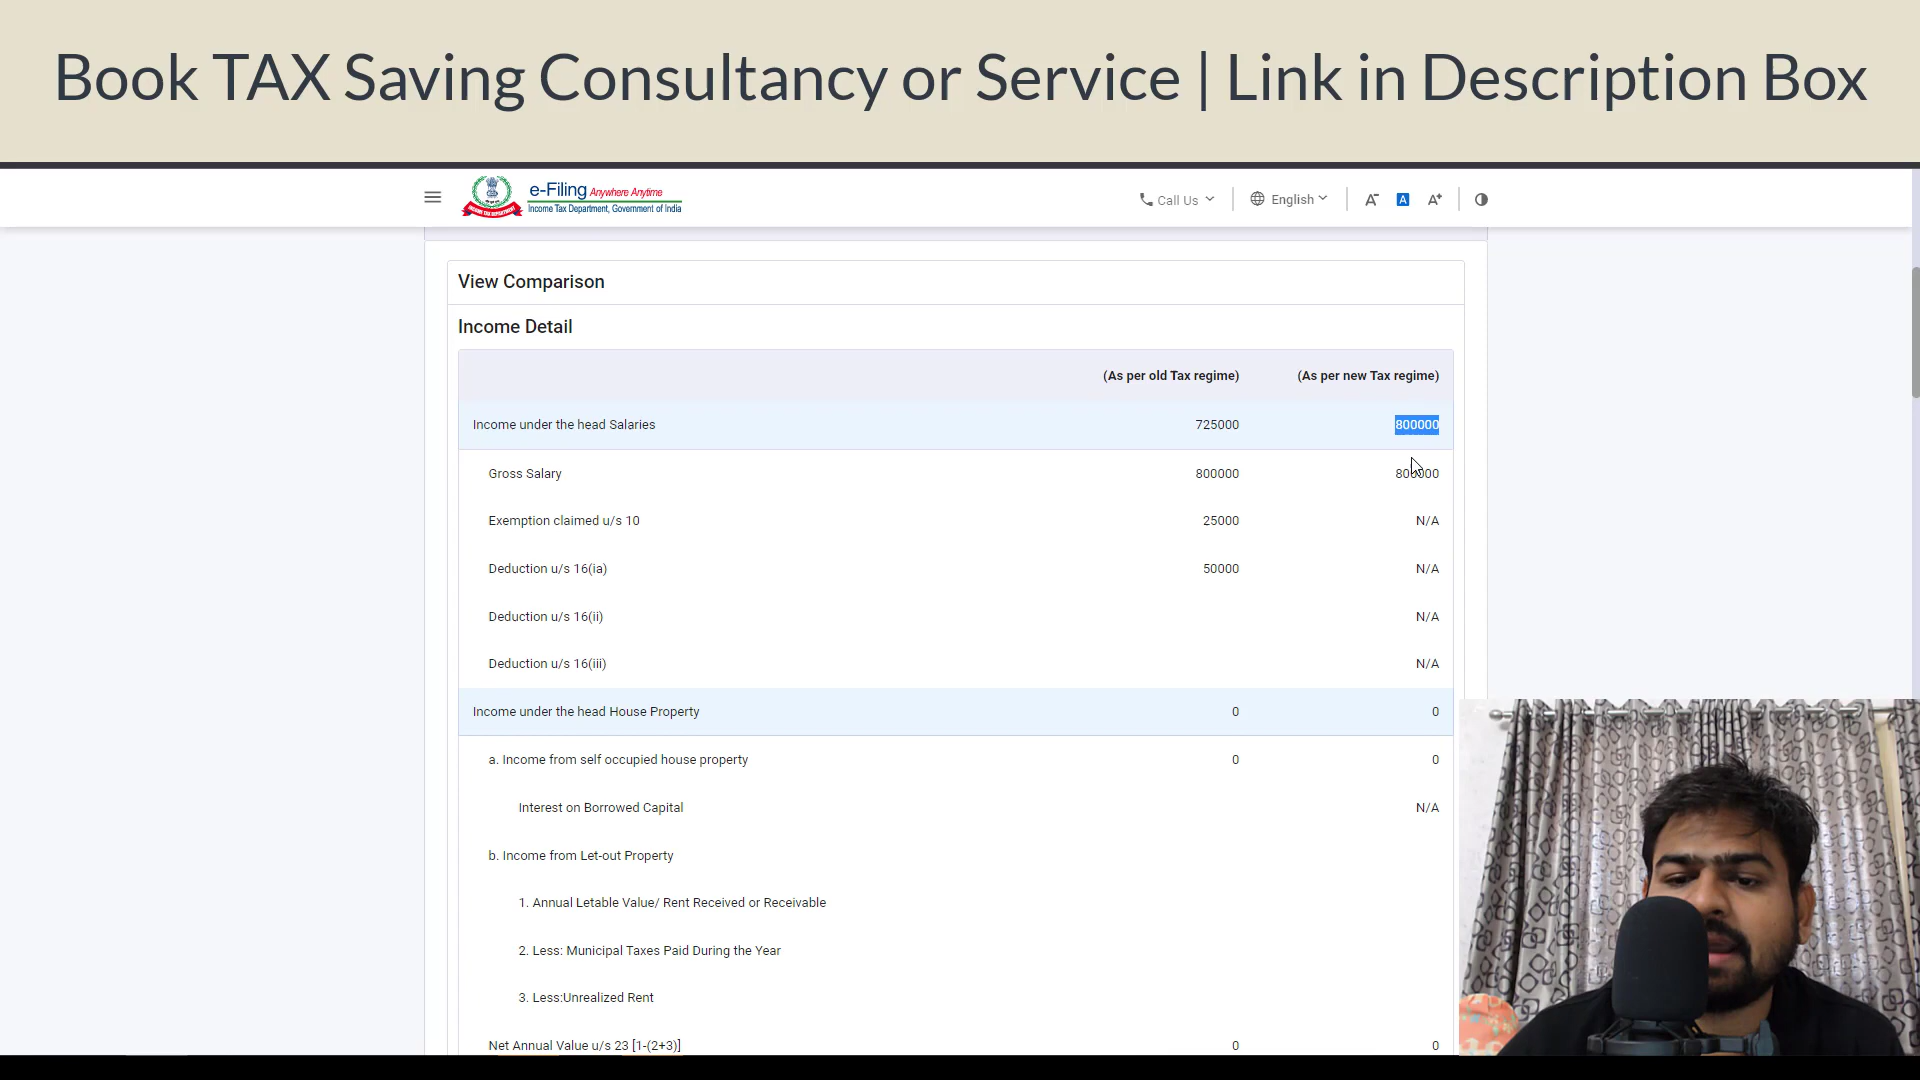 Book TAX Saving Consultancy or Service | Link in Description Box
e-Filing Anywhere Anytime
Income Tax Department, Government of India
Call Us
English
A-
A
A+
View Comparison
Income Detail
(As per old Tax regime) (As per new Tax regime)
Income under the head Salaries 725000 800000
Gross Salary 800000 800000
Exemption claimed u/s 10 25000 N/A
Deduction u/s 16(ia) 50000 N/A
Deduction u/s 16(ii) N/A
Deduction u/s 16(iii) N/A
Income under the head House Property 0 0
a. Income from self occupied house property 0 0
Interest on Borrowed Capital N/A
b. Income from Let-out Property
1. Annual Letable Value/ Rent Received or Receivable
2. Less: Municipal Taxes Paid During the Year
3. Less:Unrealized Rent
Net Annual Value u/s 23 [1-(2+3)] 0 0